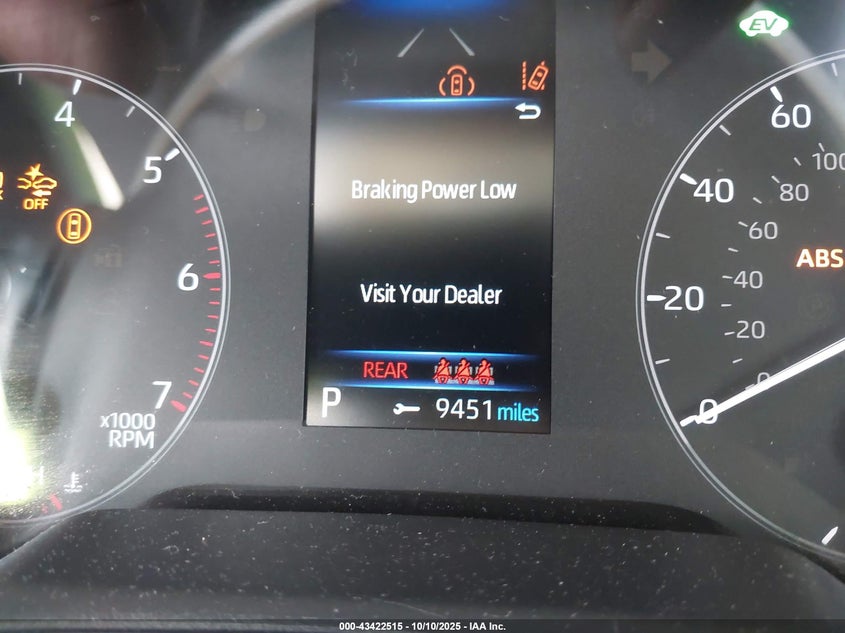 EV
4
60
5
100
Braking Power Low
40
80
OFF
60
ABS
6
-40
20
Visit Your Dealer
20
REAR
7
0
0
P
9451 miles
x1000
RPM
000-43422515 - 10/10/2025 - IAA Inc.